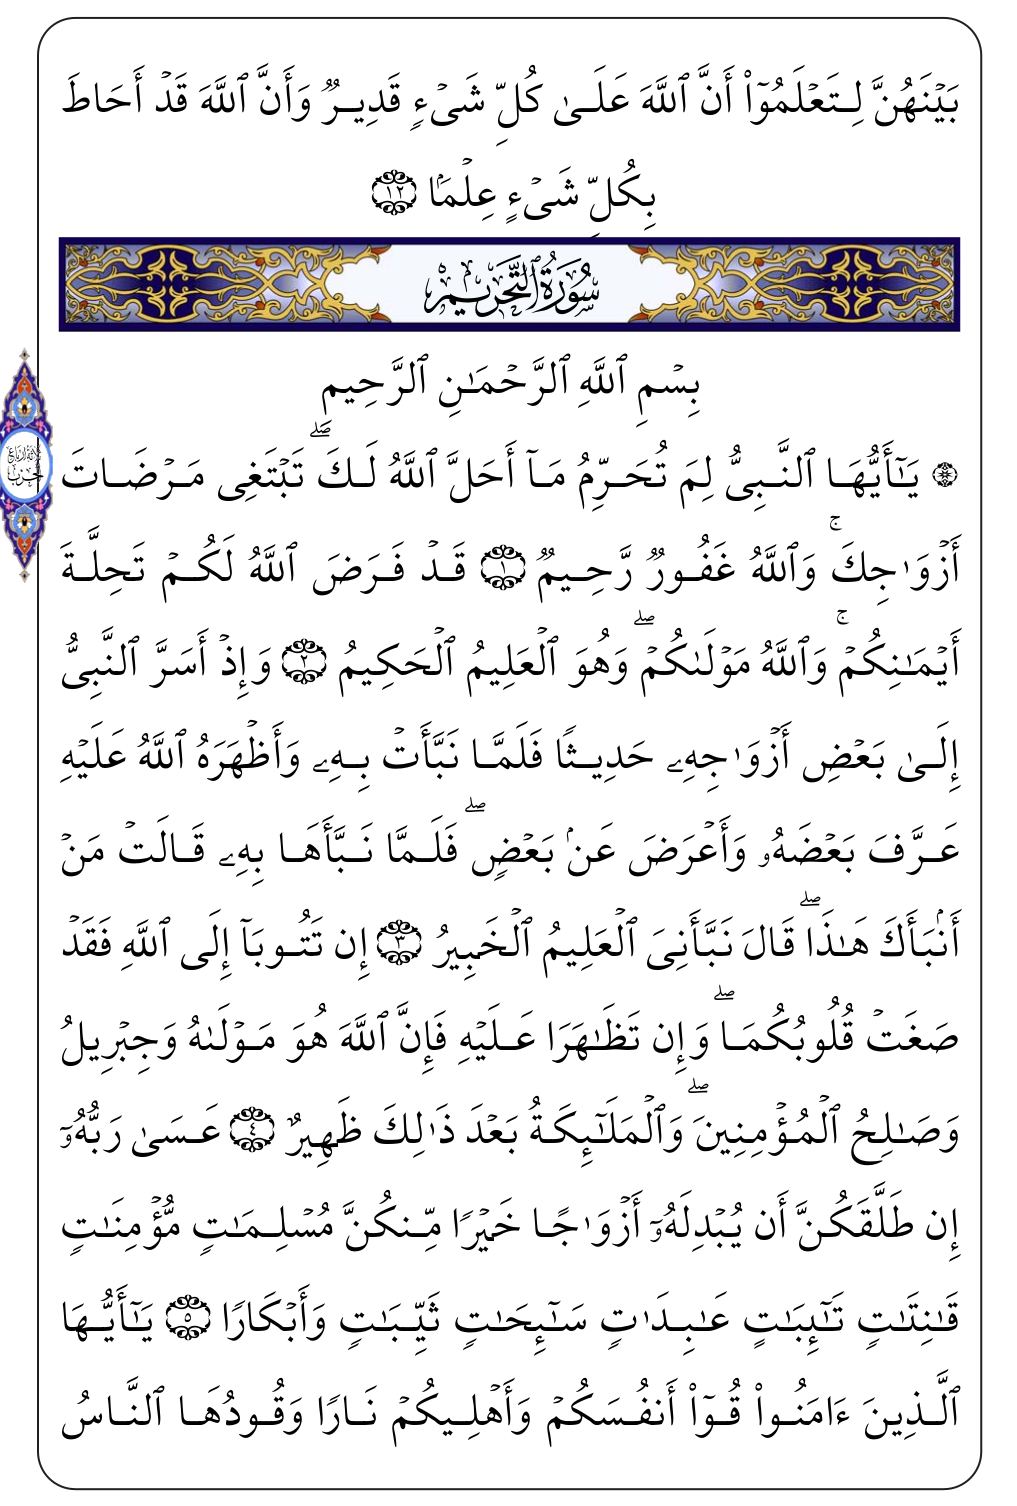 بَيۡنَهُنَّ لِتَعۡلَمُوٓاْ أَنَّ ٱللَّهَ عَلَىٰ كُلِّ شَيۡءٖ قَدِيرٞ وَأَنَّ ٱللَّهَ قَدۡ أَحَاطَ
بِكُلِّ شَيۡءٍ عِلۡمَۢا ١٢
سُورَةُ التَّحۡرِيمِ
بِسۡمِ ٱللَّهِ ٱلرَّحۡمَٰنِ ٱلرَّحِيمِ
۞ يَٰٓأَيُّهَا ٱلنَّبِيُّ لِمَ تُحَرِّمُ مَآ أَحَلَّ ٱللَّهُ لَكَۖ تَبۡتَغِي مَرۡضَاتَ
ثلاثة أرباع
الحزب
أَزۡوَٰجِكَۚ وَٱللَّهُ غَفُورٞ رَّحِيمٞ ١ قَدۡ فَرَضَ ٱللَّهُ لَكُمۡ تَحِلَّةَ
أَيۡمَٰنِكُمۡۚ وَٱللَّهُ مَوۡلَىٰكُمۡۖ وَهُوَ ٱلۡعَلِيمُ ٱلۡحَكِيمُ ٢ وَإِذۡ أَسَرَّ ٱلنَّبِيُّ
إِلَىٰ بَعۡضِ أَزۡوَٰجِهِۦ حَدِيثٗا فَلَمَّا نَبَّأَتۡ بِهِۦ وَأَظۡهَرَهُ ٱللَّهُ عَلَيۡهِ
عَرَّفَ بَعۡضَهُۥ وَأَعۡرَضَ عَنۢ بَعۡضٖۖ فَلَمَّا نَبَّأَهَا بِهِۦ قَالَتۡ مَنۡ
أَنۢبَأَكَ هَٰذَاۖ قَالَ نَبَّأَنِيَ ٱلۡعَلِيمُ ٱلۡخَبِيرُ ٣ إِن تَتُوبَآ إِلَى ٱللَّهِ فَقَدۡ
صَغَتۡ قُلُوبُكُمَاۖ وَإِن تَظَٰهَرَا عَلَيۡهِ فَإِنَّ ٱللَّهَ هُوَ مَوۡلَىٰهُ وَجِبۡرِيلُ
وَصَٰلِحُ ٱلۡمُؤۡمِنِينَۖ وَٱلۡمَلَٰٓئِكَةُ بَعۡدَ ذَٰلِكَ ظَهِيرٌ ٤ عَسَىٰ رَبُّهُۥٓ
إِن طَلَّقَكُنَّ أَن يُبۡدِلَهُۥٓ أَزۡوَٰجًا خَيۡرٗا مِّنكُنَّ مُسۡلِمَٰتٖ مُّؤۡمِنَٰتٖ
قَٰنِتَٰتٖ تَٰٓئِبَٰتٍ عَٰبِدَٰتٖ سَٰٓئِحَٰتٖ ثَيِّبَٰتٖ وَأَبۡكَارٗا ٥ يَٰٓأَيُّهَا
ٱلَّذِينَ ءَامَنُواْ قُوٓاْ أَنفُسَكُمۡ وَأَهۡلِيكُمۡ نَارٗا وَقُودُهَا ٱلنَّاسُ